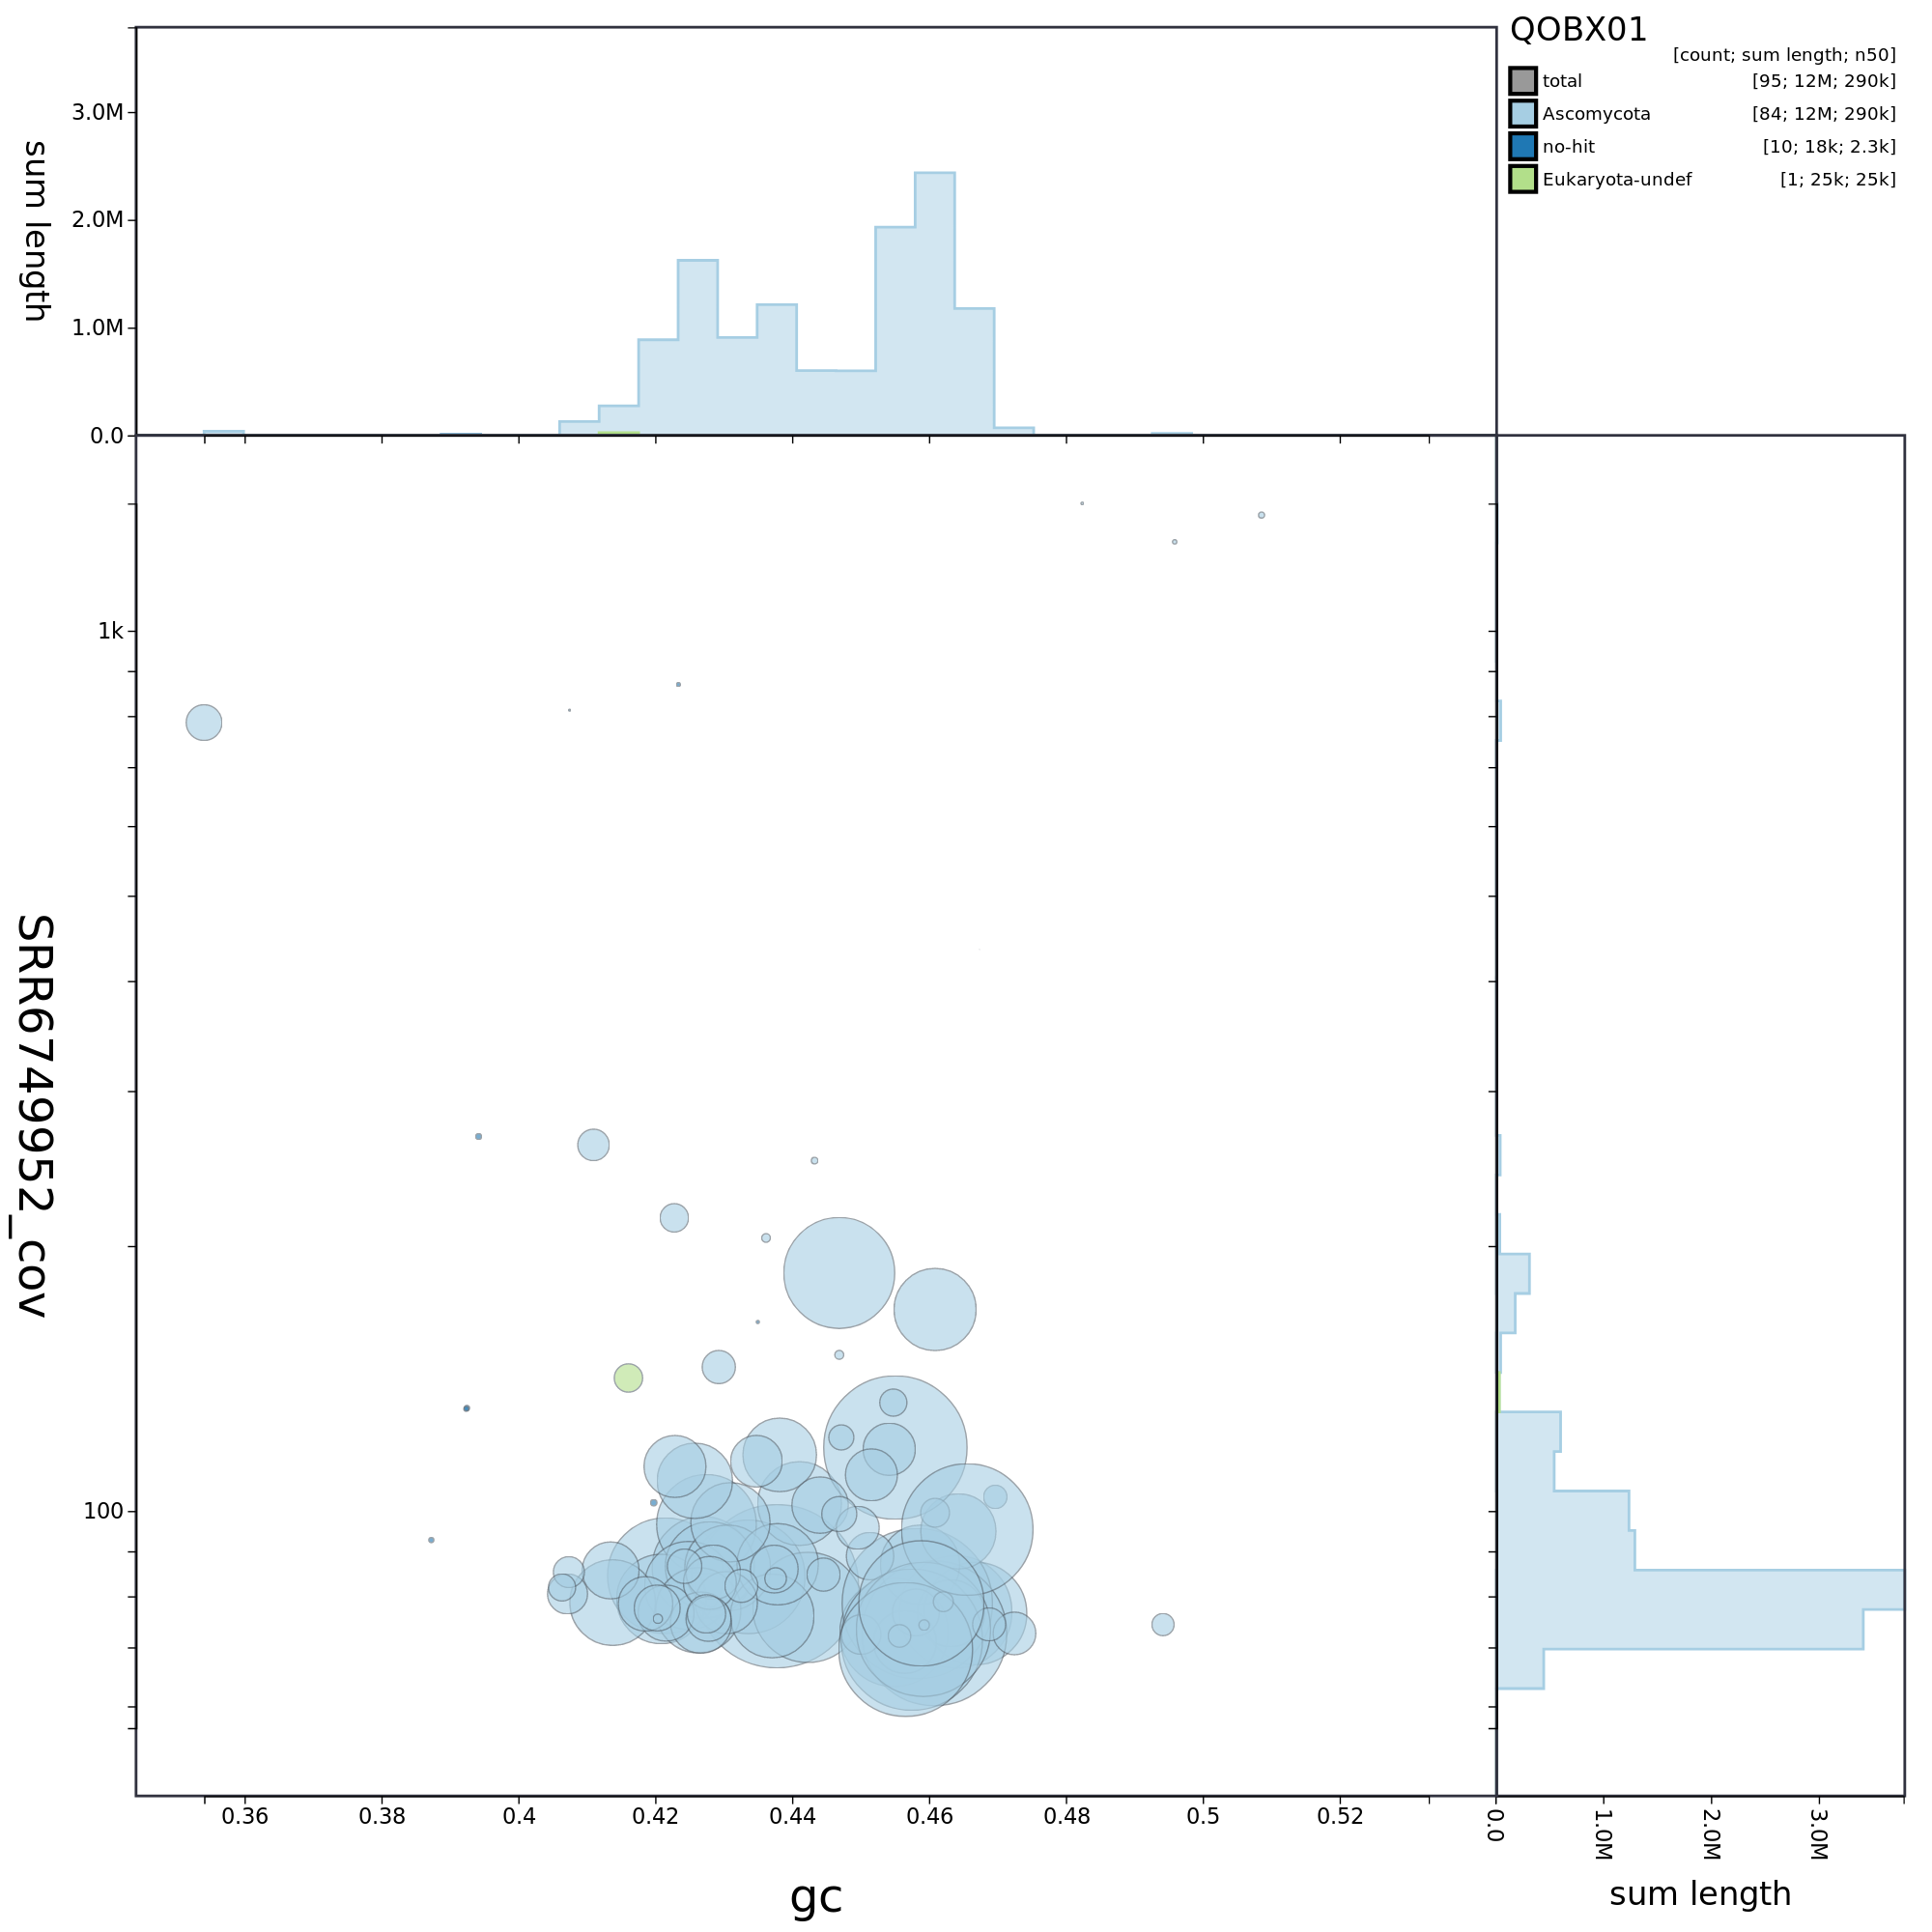 QOBX01
[count; sum length; n50]
total [95; 12M; 290k]
Ascomycota [84; 12M; 290k]
no-hit [10; 18k; 2.3k]
Eukaryota-undef [1; 25k; 25k]
sum length
3.0M
2.0M
1.0M
0.0
SRR6749952_cov
1k
100
0.36 0.38 0.4 0.42 0.44 0.46 0.48 0.5 0.52
gc
0.0 1.0M 2.0M 3.0M
sum length